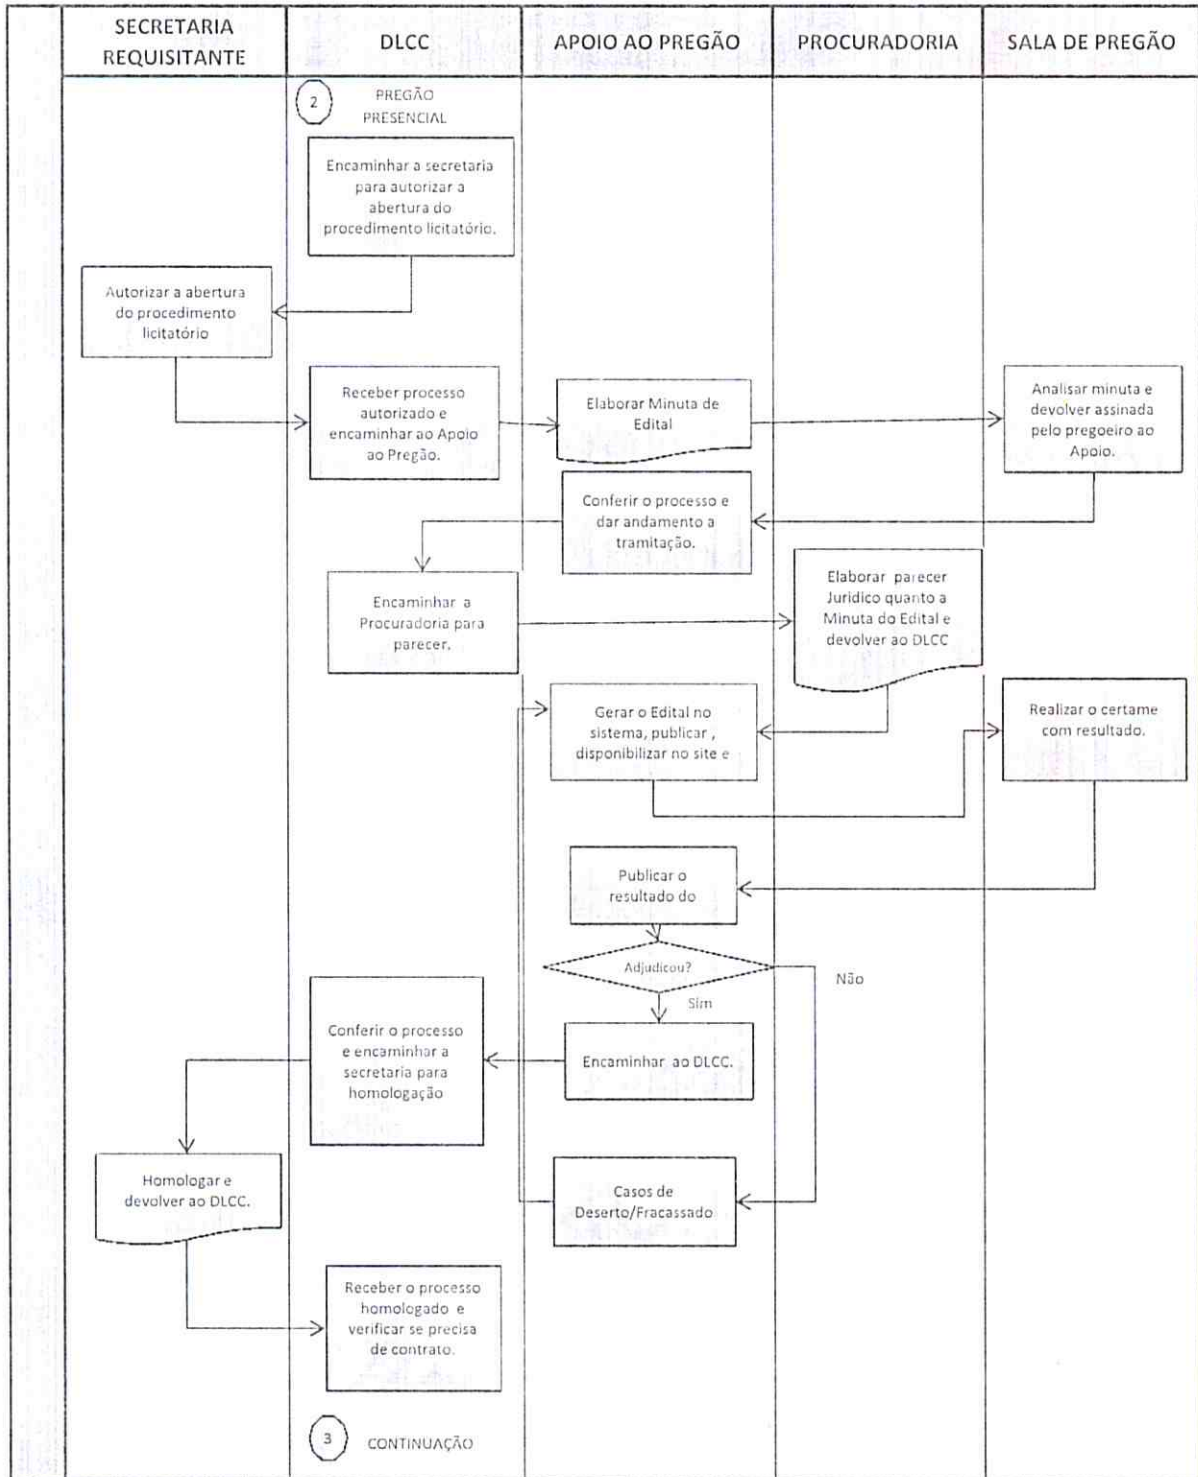 SECRETARIA
REQUISITANTE
DLCC
APOIO AO PREGÃO
PROCURADORIA
SALA DE PREGÃO
2
PREGÃO
PRESENCIAL
Encaminhar a secretaria
para autorizar a
abertura do
procedimento licitatório.
Autorizar a abertura
do procedimento
licitatório
Receber processo
autorizado e
encaminhar ao Apoio
ao Pregão.
Elaborar Minuta de
Edital
Analisar minuta e
devolver assinada
pelo pregoeiro ao
Apoio.
Conferir o processo e
dar andamento a
tramitação.
Encaminhar a
Procuradoria para
parecer.
Elaborar parecer
Jurídico quanto a
Minuta do Edital e
devolver ao DLCC
Gerar o Edital no
sistema, publicar ,
disponibilizar no site e
Realizar o certame
com resultado.
Publicar o
resultado do
Adjudicou?
Não
Sim
Conferir o processo
e encaminhar a
secretaria para
homologação
Encaminhar ao DLCC.
Homologar e
devolver ao DLCC.
Casos de
Deserto/Fracassado
Receber o processo
homologado e
verificar se precisa
de contrato.
3
CONTINUAÇÃO